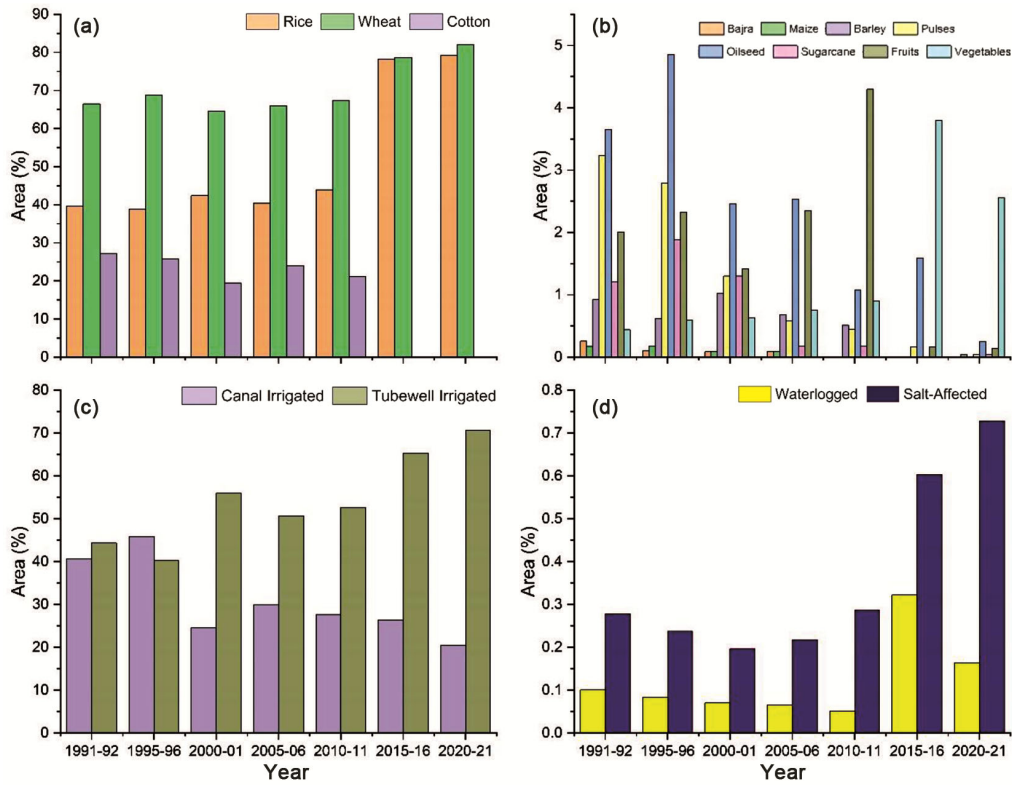 (a)
Rice Wheat Cotton
90
80
70
60
50
40
30
20
10
0
Area (%)
(b)
Bajra Maize Barley Pulses
Oilseed Sugarcane Fruits Vegetables
5
4
3
2
1
0
Area (%)
(c)
Canal Irrigated Tubewell Irrigated
80
70
60
50
40
30
20
10
0
Area (%)
1991-92 1995-96 2000-01 2005-06 2010-11 2015-16 2020-21
Year
(d)
Waterlogged Salt-Affected
0.8
0.7
0.6
0.5
0.4
0.3
0.2
0.1
0.0
Area (%)
1991-92 1995-96 2000-01 2005-06 2010-11 2015-16 2020-21
Year